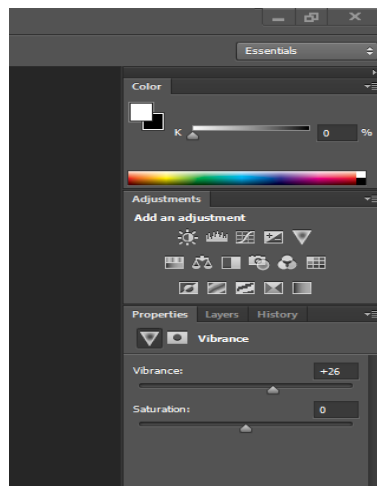 Essentials
Color
K 0 %
Adjustments
Add an adjustment
Properties Layers History
Vibrance
Vibrance: +26
Saturation: 0